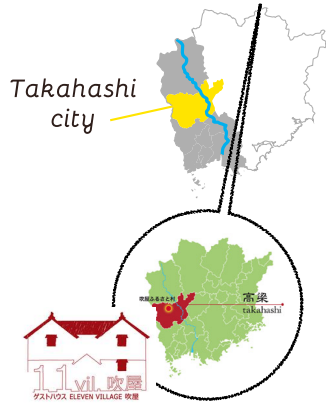 Takahashi
city
吹屋ふるさと村
高梁
takahashi
11 vil. 吹屋
ゲストハウス ELEVEN VILLAGE 吹屋